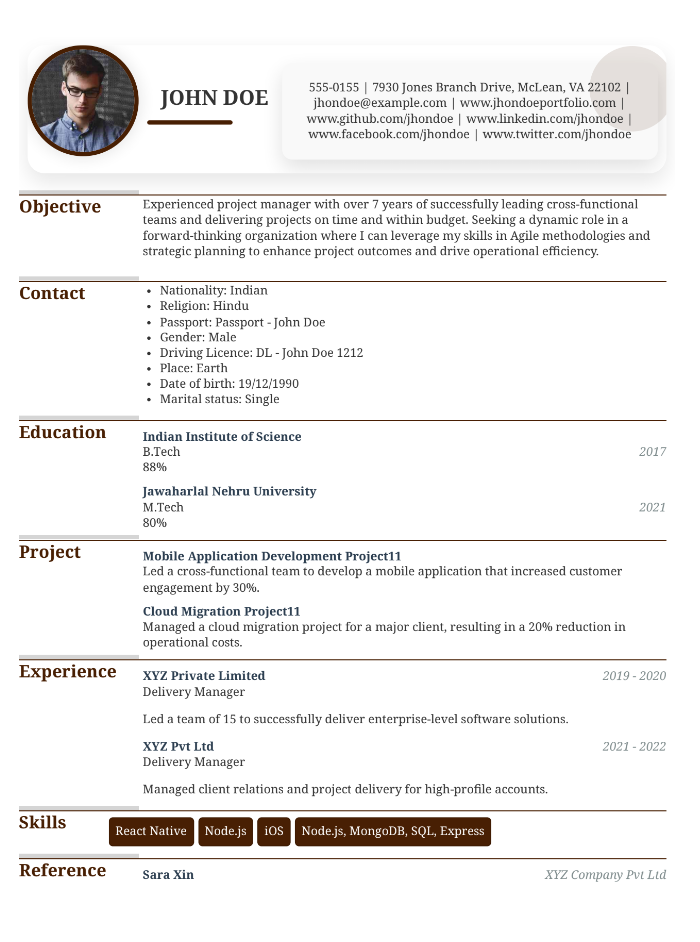 JOHN DOE
555-0155 | 7930 Jones Branch Drive, McLean, VA 22102 |
jhondoe@example.com | www.jhondoeportfolio.com |
www.github.com/jhondoe | www.linkedin.com/jhondoe |
www.facebook.com/jhondoe | www.twitter.com/jhondoe
Objective
Experienced project manager with over 7 years of successfully leading cross-functional
teams and delivering projects on time and within budget. Seeking a dynamic role in a
forward-thinking organization where I can leverage my skills in Agile methodologies and
strategic planning to enhance project outcomes and drive operational efficiency.
Contact
• Nationality: Indian
• Religion: Hindu
• Passport: Passport - John Doe
• Gender: Male
• Driving Licence: DL - John Doe 1212
• Place: Earth
• Date of birth: 19/12/1990
• Marital status: Single
Education
Indian Institute of Science
B.Tech 2017
88%
Jawaharlal Nehru University
M.Tech 2021
80%
Project
Mobile Application Development Project11
Led a cross-functional team to develop a mobile application that increased customer
engagement by 30%.
Cloud Migration Project11
Managed a cloud migration project for a major client, resulting in a 20% reduction in
operational costs.
Experience
XYZ Private Limited 2019 - 2020
Delivery Manager
Led a team of 15 to successfully deliver enterprise-level software solutions.
XYZ Pvt Ltd 2021 - 2022
Delivery Manager
Managed client relations and project delivery for high-profile accounts.
Skills
React Native Node.js iOS Node.js, MongoDB, SQL, Express
Reference
Sara Xin XYZ Company Pvt Ltd